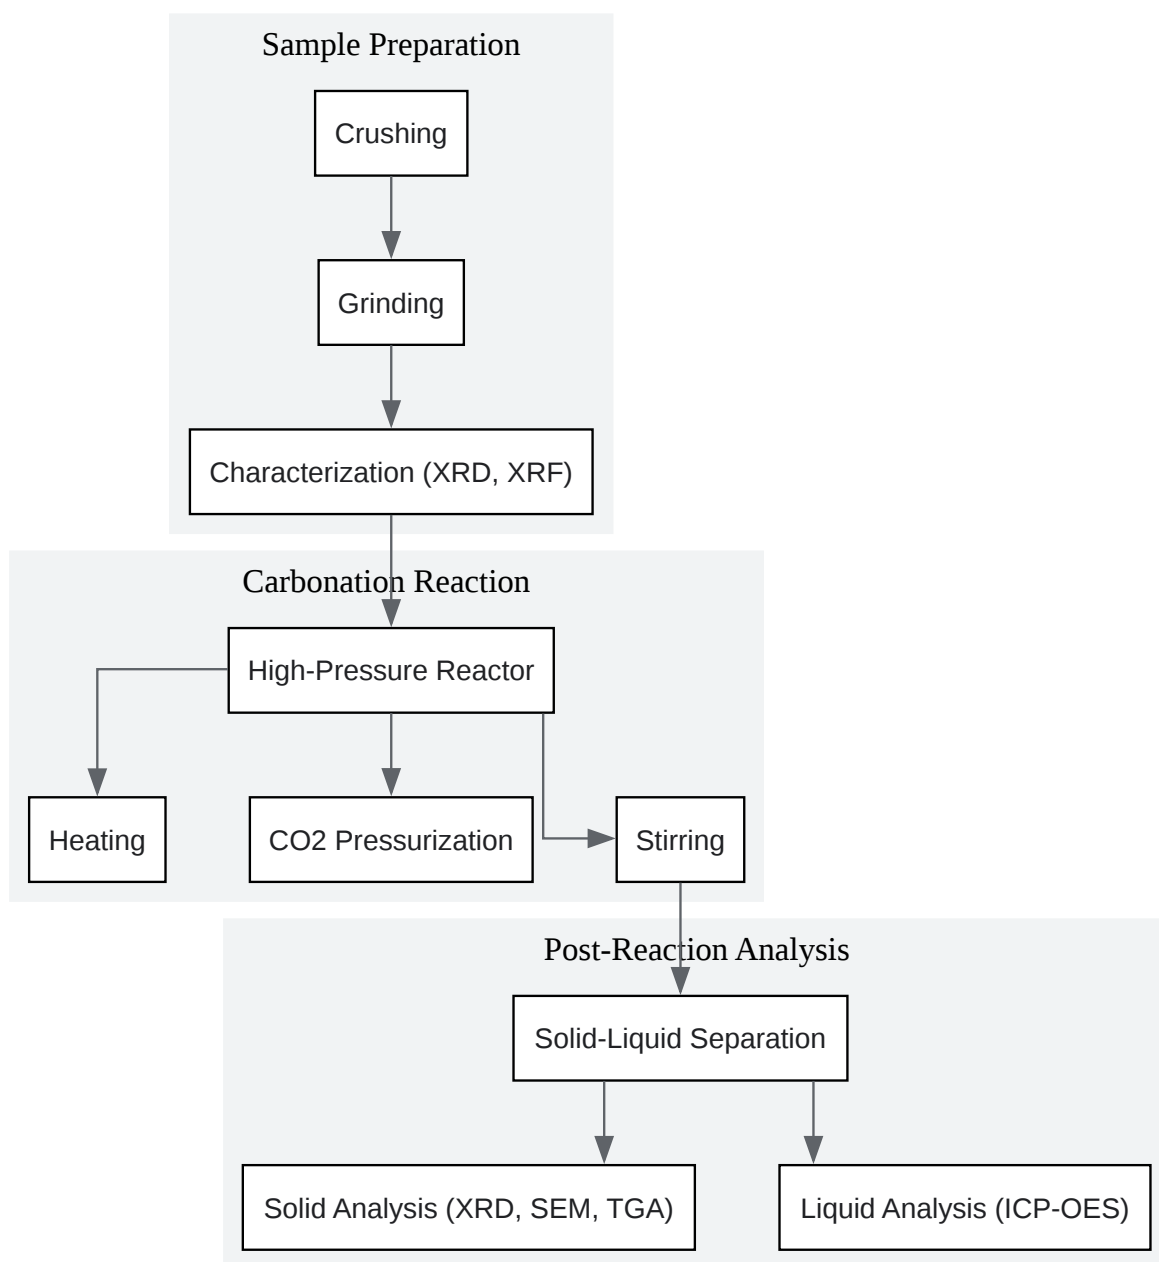 Sample Preparation
Crushing
Grinding
Characterization (XRD, XRF)
Carbonation Reaction
High-Pressure Reactor
Heating
CO2 Pressurization
Stirring
Post-Reaction Analysis
Solid-Liquid Separation
Solid Analysis (XRD, SEM, TGA)
Liquid Analysis (ICP-OES)